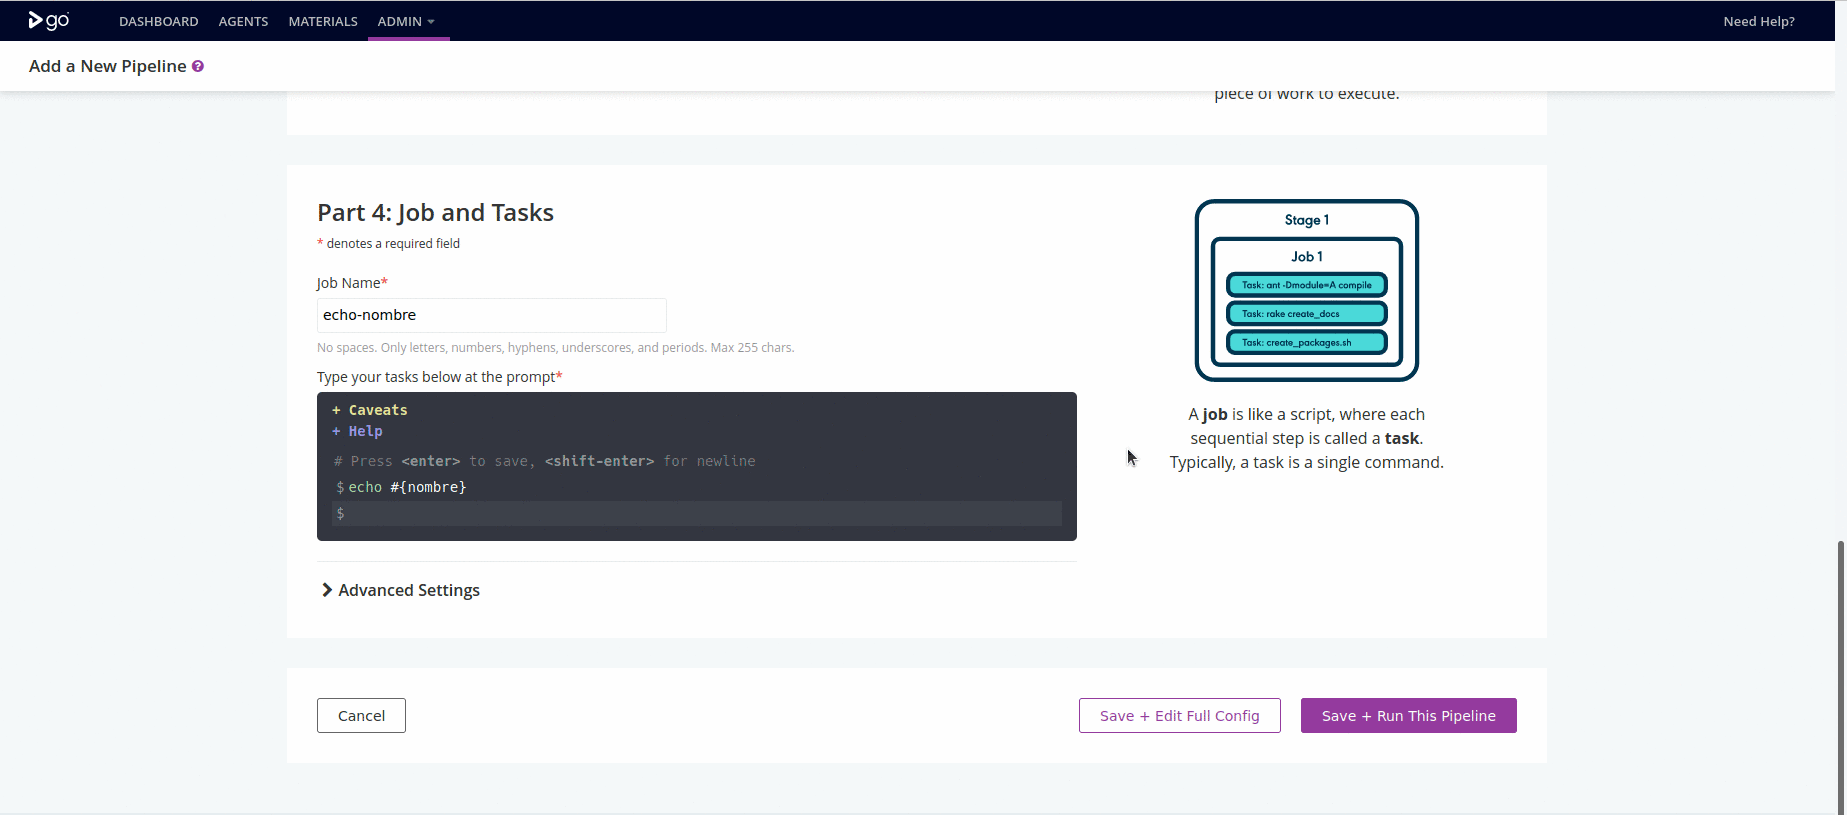 go
DASHBOARD AGENTS MATERIALS ADMIN
Need Help?
Add a New Pipeline ?
piece of work to execute.
Part 4: Job and Tasks
* denotes a required field
Job Name*
echo-nombre
No spaces. Only letters, numbers, hyphens, underscores, and periods. Max 255 chars.
Type your tasks below at the prompt*
+ Caveats
+ Help
# Press <enter> to save, <shift-enter> for newline
$ echo #{nombre}
$
Advanced Settings
Stage 1
Job 1
Task: ant -Dmodule=A compile
Task: rake create_docs
Task: create_packages.sh
A job is like a script, where each
sequential step is called a task.
Typically, a task is a single command.
Cancel
Save + Edit Full Config
Save + Run This Pipeline